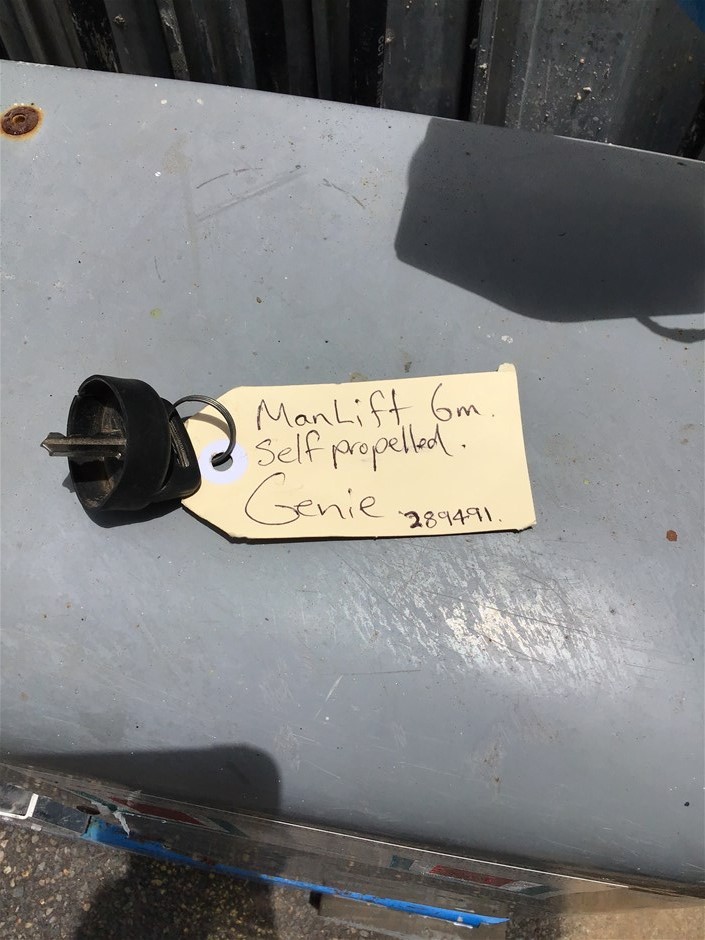 ManLift 6m.
Self propelled.
Genie 289491.